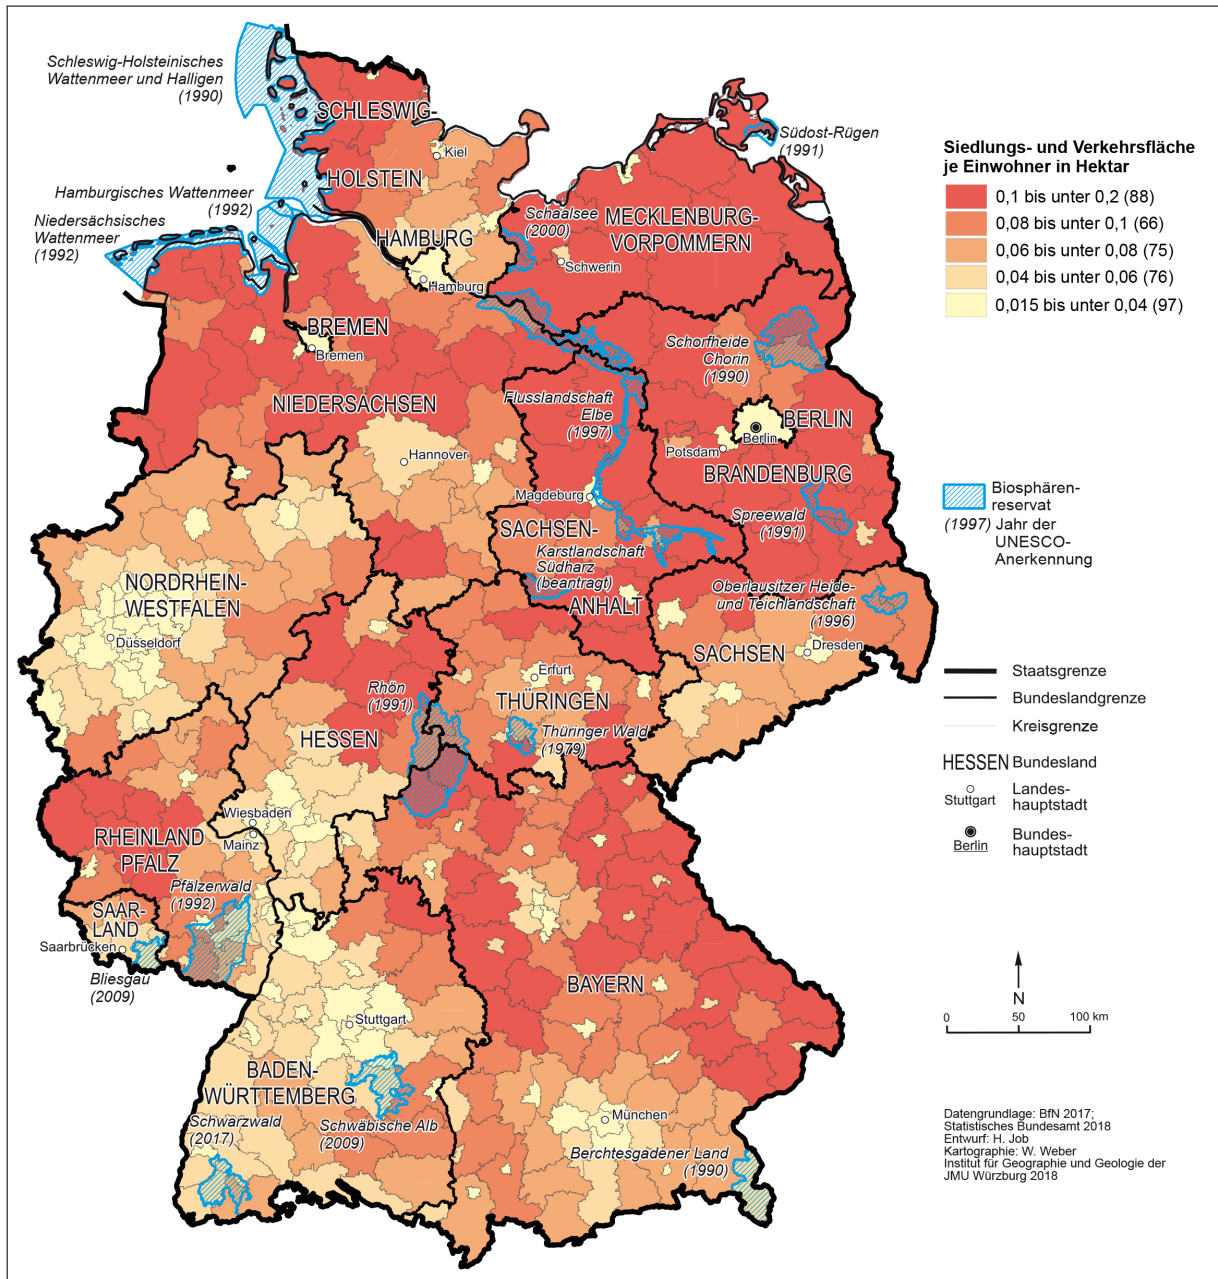 Schleswig-Holsteinisches
Wattenmeer und Halligen
(1990)
SCHLESWIG-
HOLSTEIN
Kiel
Südost-Rügen
(1991)
Hamburgisches Wattenmeer
(1992)
Niedersächsisches
Wattenmeer
(1992)
HAMBURG
Hamburg
Schaalsee
(2000)
MECKLENBURG-
VORPOMMERN
Schwerin
BREMEN
Bremen
Schorfheide
Chorin
(1990)
NIEDERSACHSEN
Hannover
Flusslandschaft
Elbe
(1997)
BERLIN
Berlin
Potsdam
BRANDENBURG
Magdeburg
Spreewald
(1991)
SACHSEN-
ANHALT
Karstlandschaft
Südharz
(beantragt)
NORDRHEIN-
WESTFALEN
Düsseldorf
Oberlausitzer Heide-
und Teichlandschaft
(1996)
Dresden
SACHSEN
Erfurt
THÜRINGEN
Rhön
(1991)
Thüringer Wald
(1979)
HESSEN
Wiesbaden
Mainz
RHEINLAND
PFALZ
Pfälzerwald
(1992)
SAAR-
LAND
Saarbrücken
Bliesgau
(2009)
BAYERN
Stuttgart
BADEN-
WÜRTTEMBERG
Schwarzwald
(2017)
Schwäbische Alb
(2009)
München
Berchtesgadener Land
(1990)
Siedlungs- und Verkehrsfläche
je Einwohner in Hektar
0,1 bis unter 0,2 (88)
0,08 bis unter 0,1 (66)
0,06 bis unter 0,08 (75)
0,04 bis unter 0,06 (76)
0,015 bis unter 0,04 (97)
Biosphären-
reservat
(1997) Jahr der
UNESCO-
Anerkennung
Staatsgrenze
Bundeslandgrenze
Kreisgrenze
HESSEN Bundesland
Stuttgart Landes-
hauptstadt
Berlin Bundes-
hauptstadt
N
0 50 100 km
Datengrundlage: BfN 2017;
Statistisches Bundesamt 2018
Entwurf: H. Job
Kartographie: W. Weber
Institut für Geographie und Geologie der
JMU Würzburg 2018